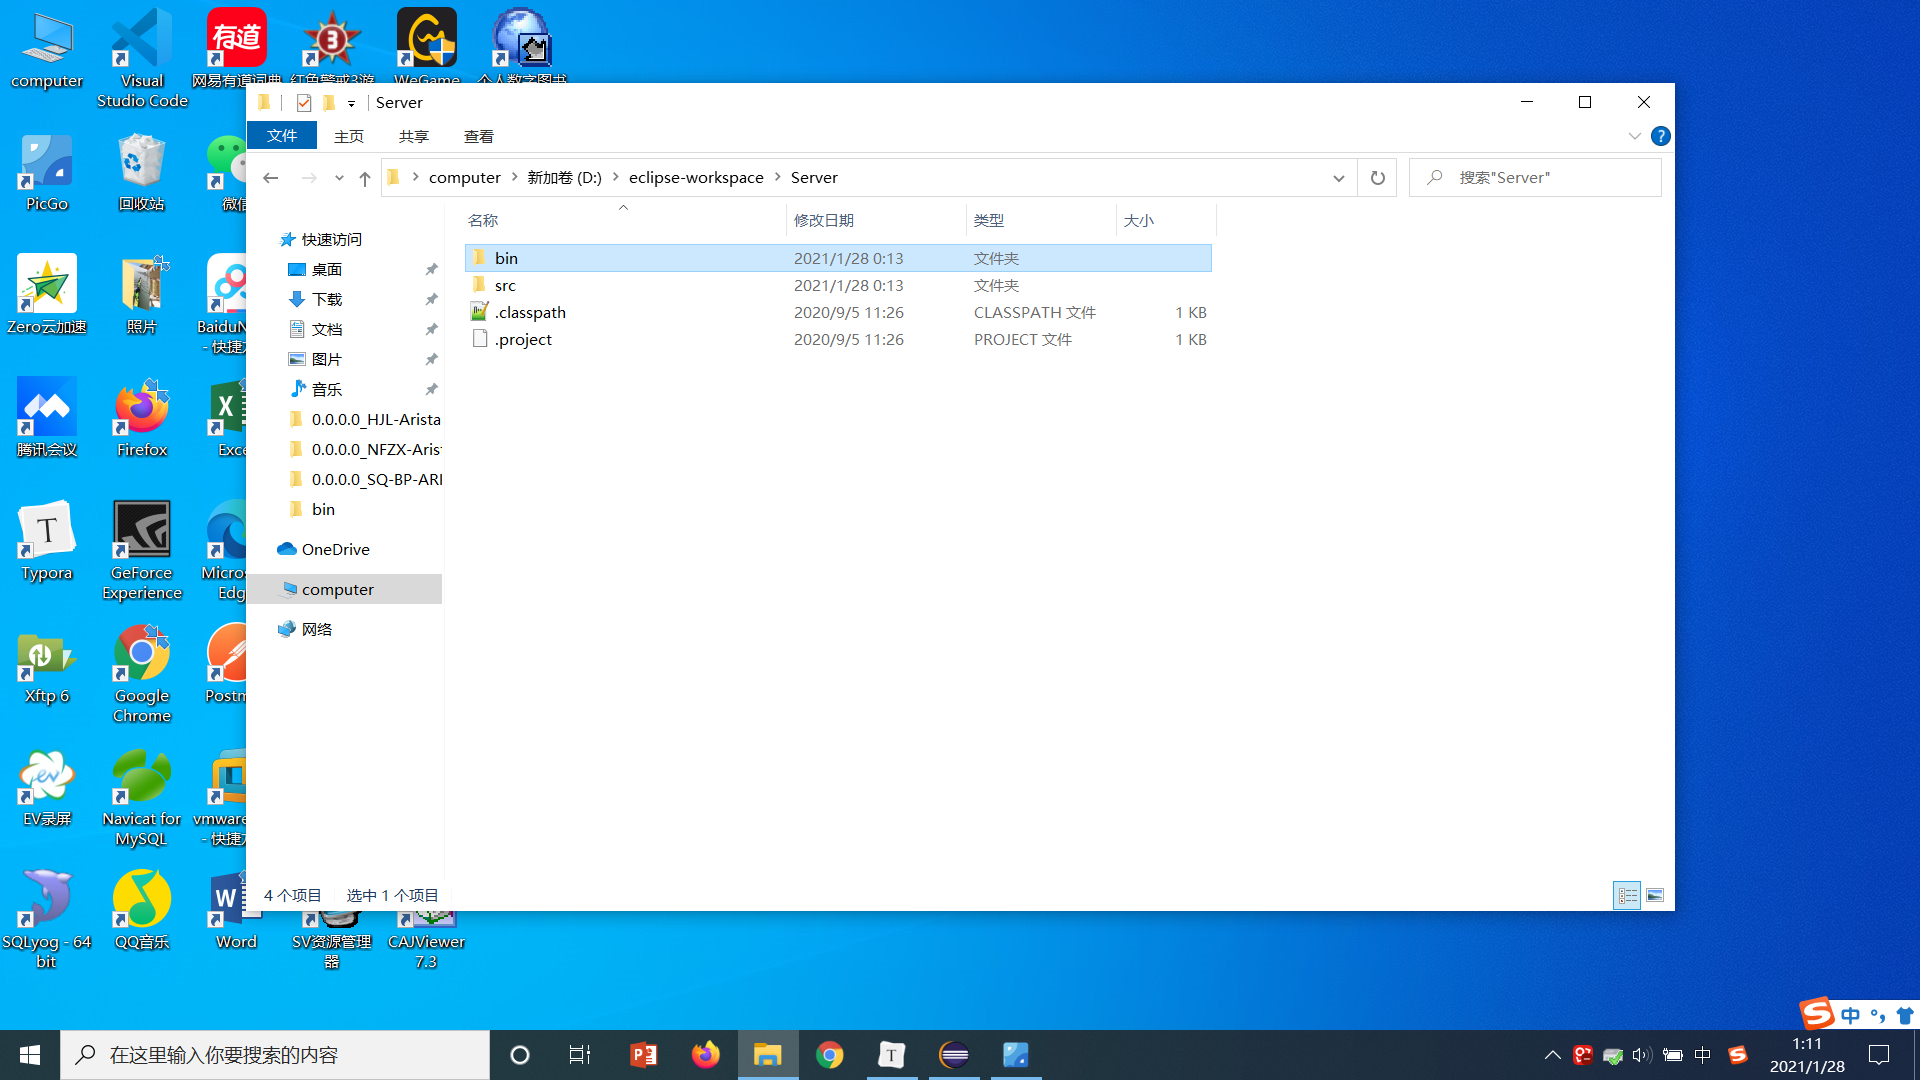 computer
Visual
Studio Code
有道
网易有道词典
3
红色警戒3游
WeGame
个人数字图书
PicGo
回收站
微信
Zero云加速
照片
BaiduN
- 快捷方
腾讯会议
Firefox
Exce
Typora
GeForce
Experience
Micros
Edg
Xftp 6
Google
Chrome
Postm
EV录屏
Navicat for
MySQL
vmware
- 快捷方
SQLyog - 64
bit
QQ音乐
Word
SV资源管理
器
CAJViewer
7.3
Server
文件
主页
共享
查看
computer
新加卷 (D:)
eclipse-workspace
Server
搜索"Server"
快速访问
桌面
下载
文档
图片
音乐
0.0.0.0_HJL-Arista
0.0.0.0_NFZX-Aris
0.0.0.0_SQ-BP-ARI
bin
OneDrive
computer
网络
名称 修改日期 类型 大小
bin 2021/1/28 0:13 文件夹
src 2021/1/28 0:13 文件夹
.classpath 2020/9/5 11:26 CLASSPATH 文件 1 KB
.project 2020/9/5 11:26 PROJECT 文件 1 KB
4 个项目 选中 1 个项目
中
在这里输入你要搜索的内容
中
1:11
2021/1/28